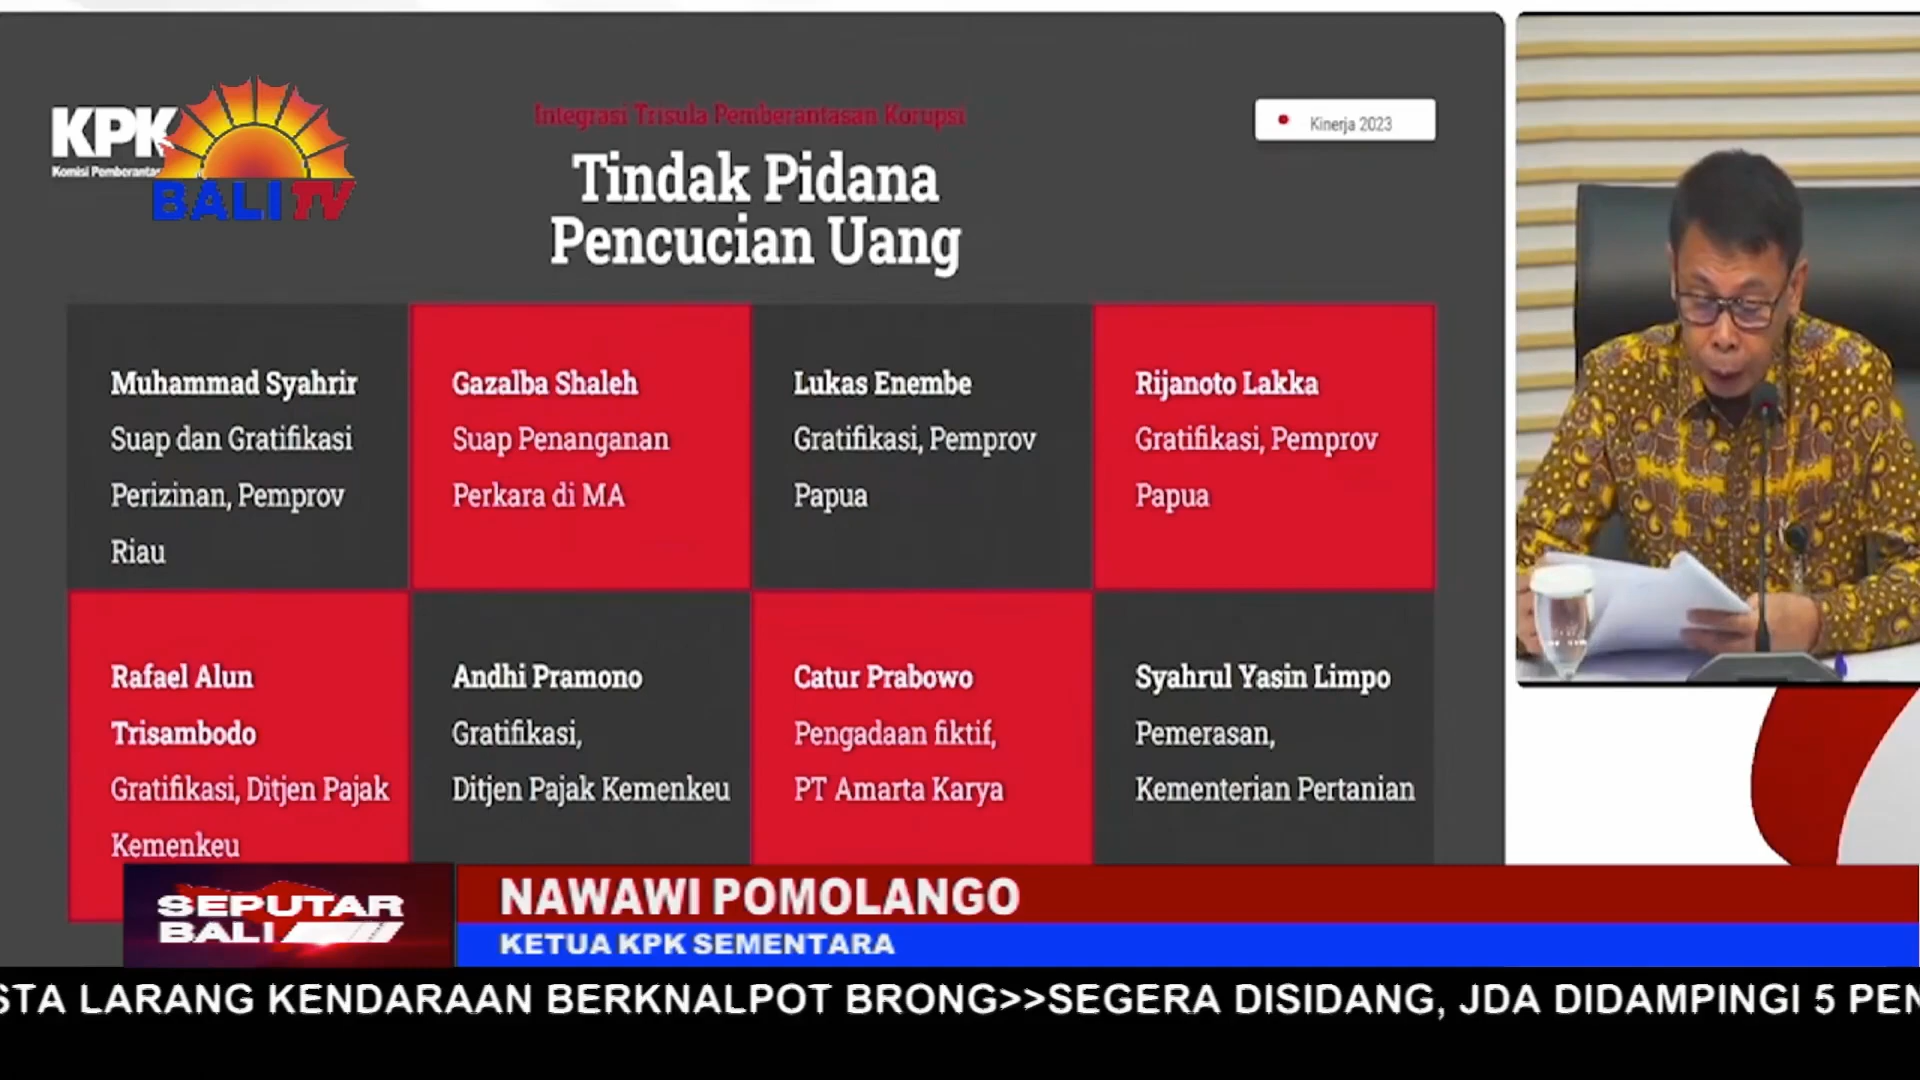 KPK
Komisi Pemberanta
BALI TV
Integrasi Trisula Pemberantasan Korupsi
Tindak Pidana
Pencucian Uang
Kinerja 2023
Muhammad Syahrir
Suap dan Gratifikasi
Perizinan, Pemprov
Riau
Gazalba Shaleh
Suap Penanganan
Perkara di MA
Lukas Enembe
Gratifikasi, Pemprov
Papua
Rijanoto Lakka
Gratifikasi, Pemprov
Papua
Rafael Alun
Trisambodo
Gratifikasi, Ditjen Pajak
Kemenkeu
Andhi Pramono
Gratifikasi,
Ditjen Pajak Kemenkeu
Catur Prabowo
Pengadaan fiktif,
PT Amarta Karya
Syahrul Yasin Limpo
Pemerasan,
Kementerian Pertanian
SEPUTAR
BALI
NAWAWI POMOLANGO
KETUA KPK SEMENTARA
STA LARANG KENDARAAN BERKNALPOT BRONG>>SEGERA DISIDANG, JDA DIDAMPINGI 5 PEN